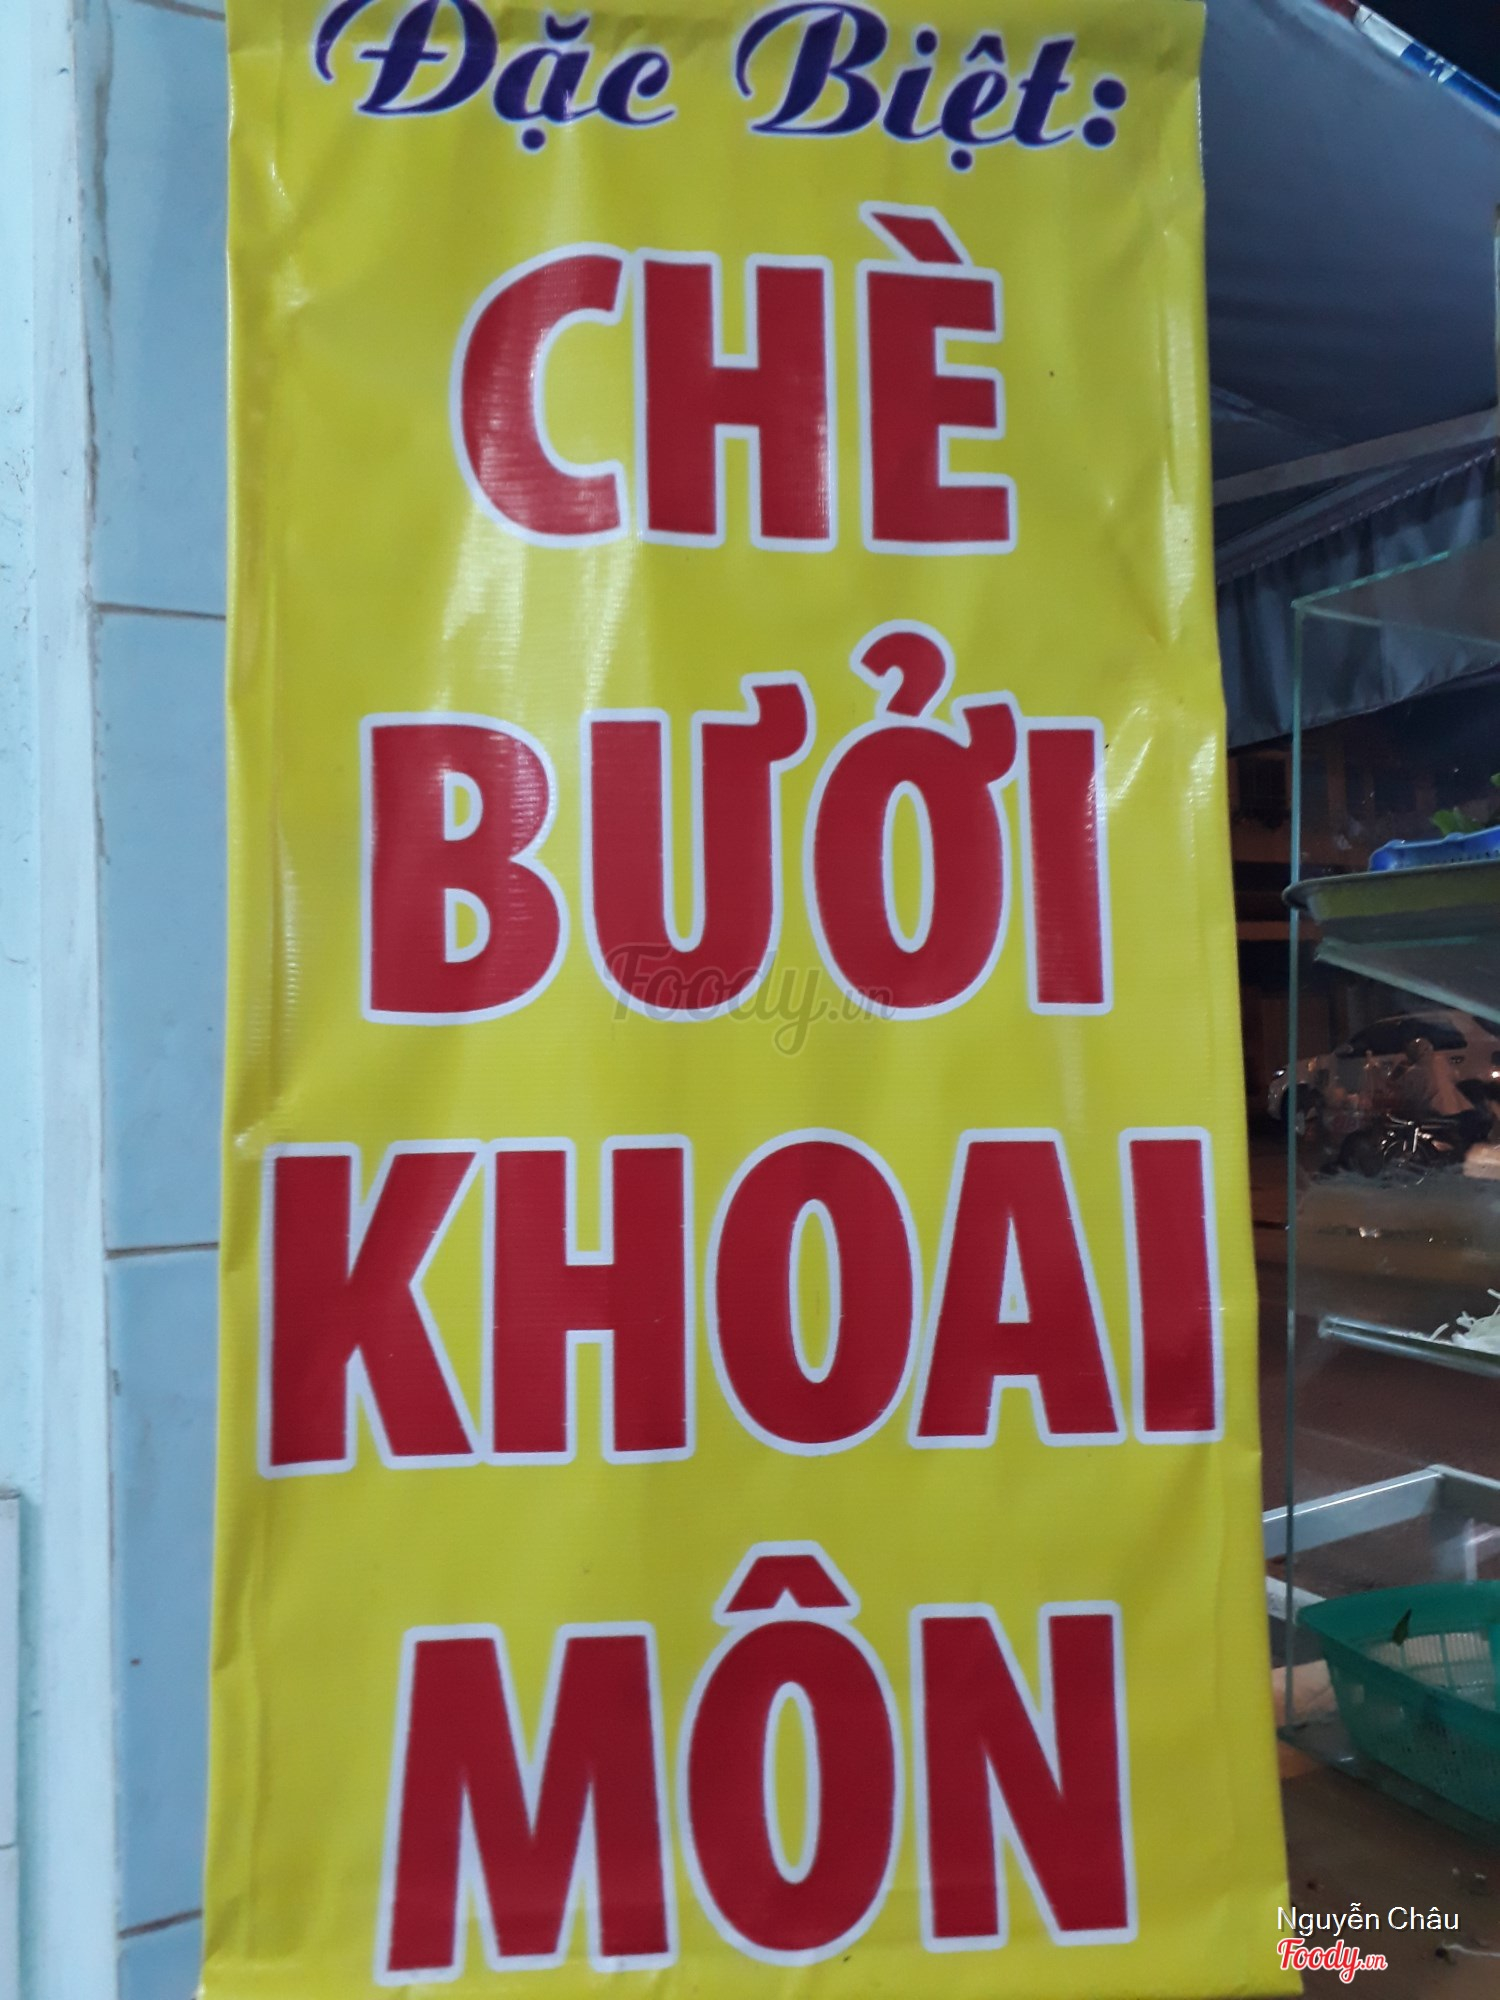 Đặc Biệt:
CHÈ
BƯỞI
Foody.vn
KHOAI
MÔN
Nguyễn Châu
Foody.vn